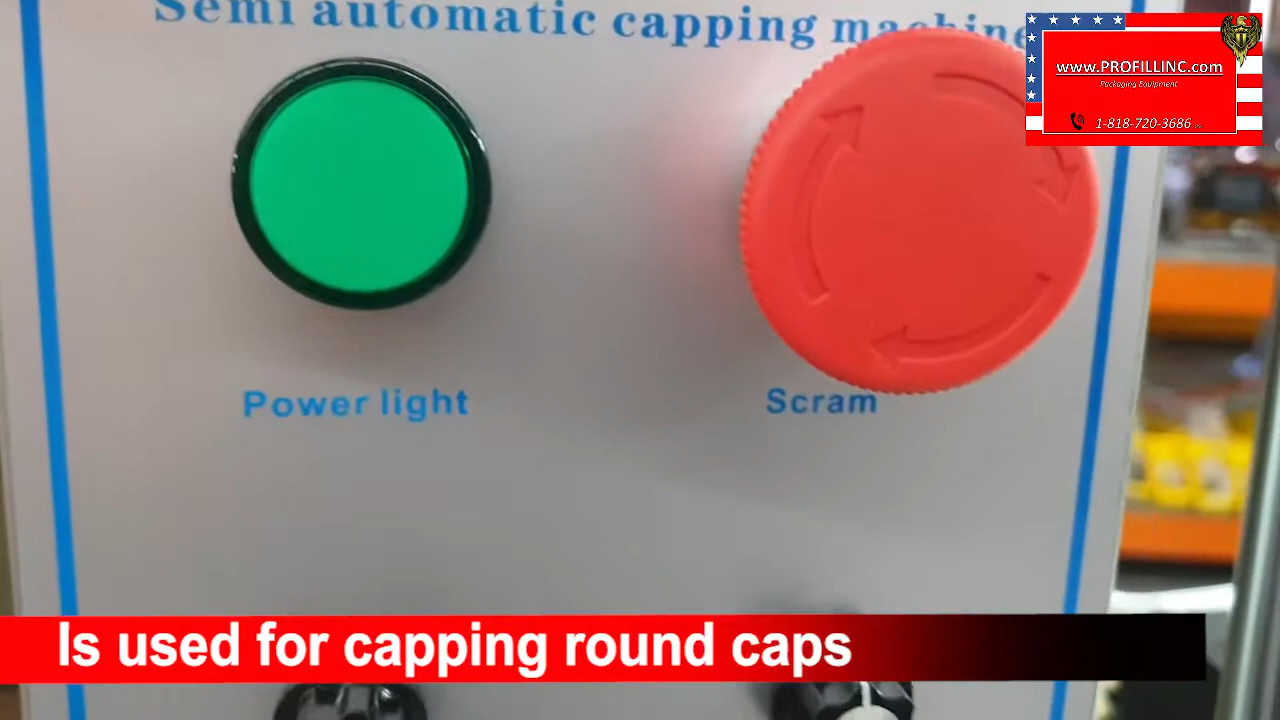 Semi automatic capping machine
www.PROFILLINC.com
Packaging Equipment
1-818-720-3686
Power light
Scram
Is used for capping round caps